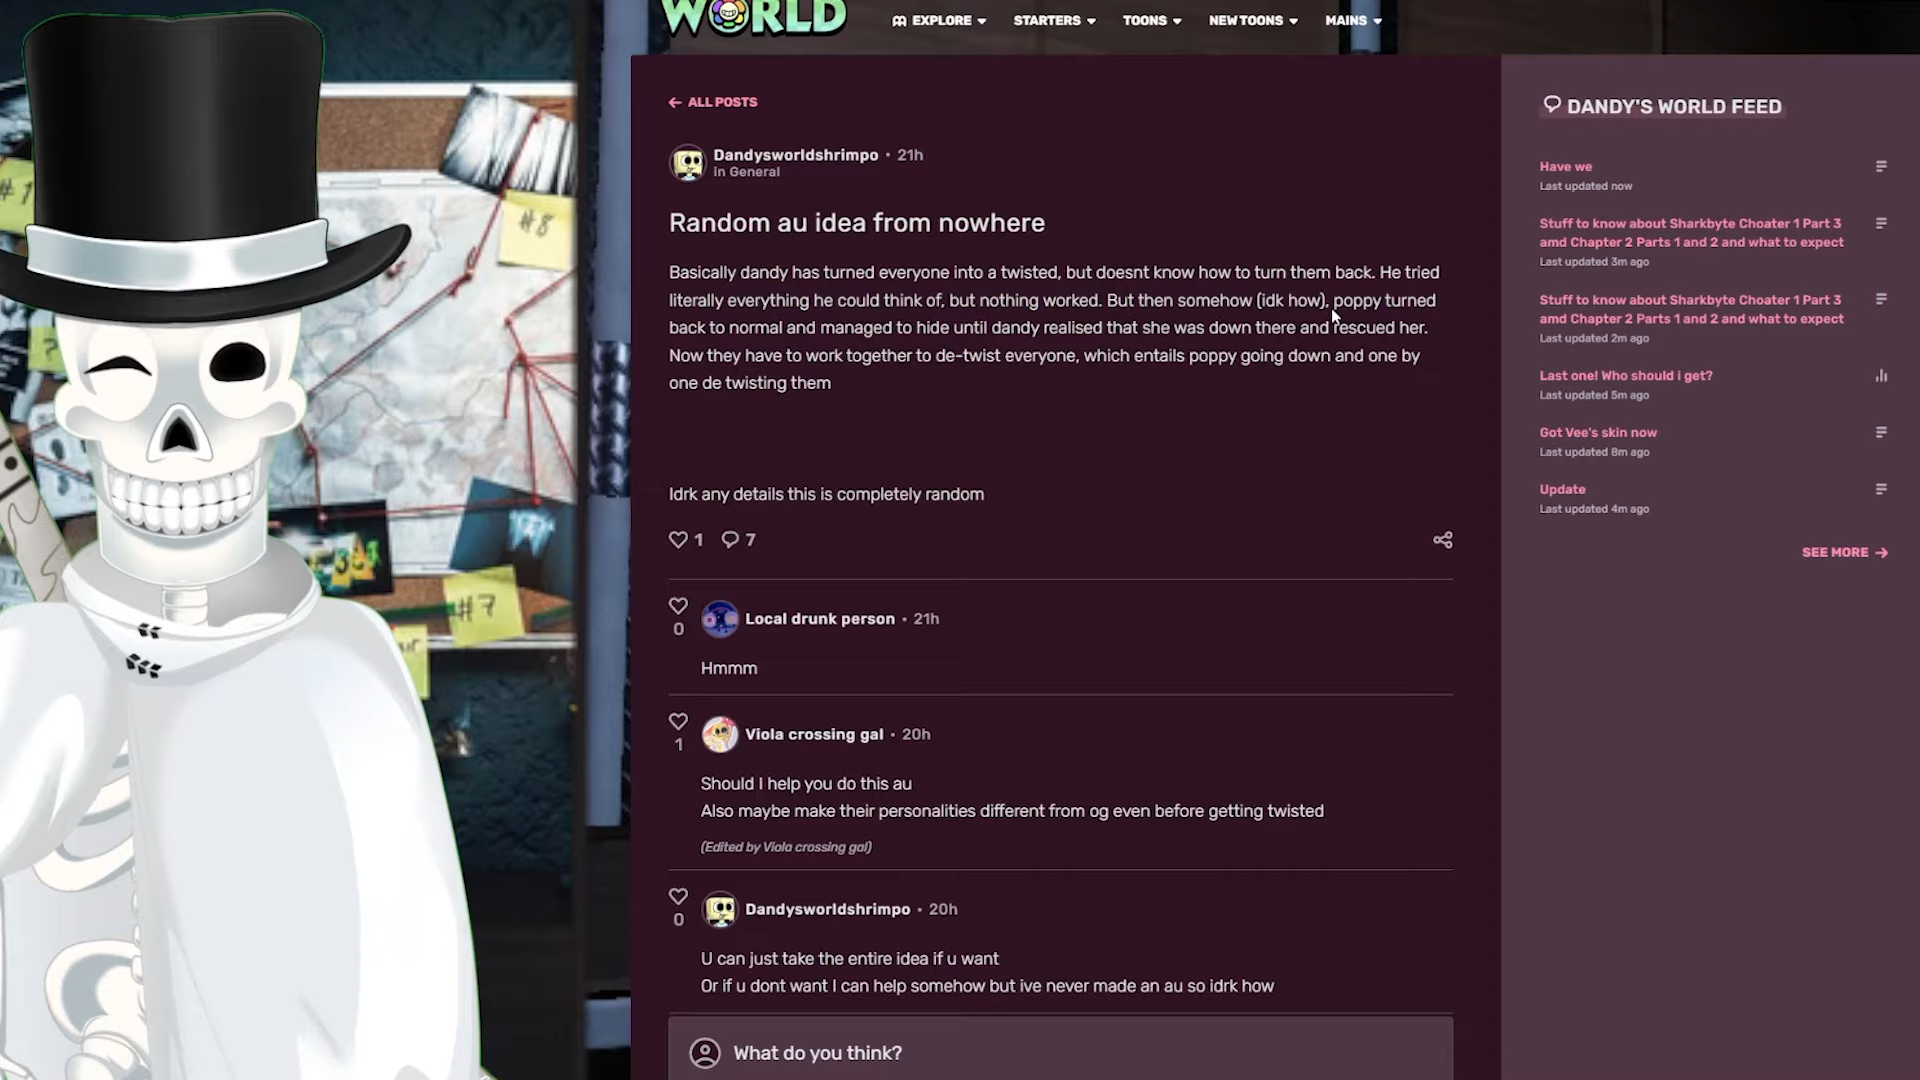 WORLD
EXPLORE
STARTERS
TOONS
NEW TOONS
MAINS
ALL POSTS
Dandysworldshrimpo • 21h
in General
Random au idea from nowhere
Basically dandy has turned everyone into a twisted, but doesnt know how to turn them back. He tried
literally everything he could think of, but nothing worked. But then somehow (idk how), poppy turned
back to normal and managed to hide until dandy realised that she was down there and rescued her.
Now they have to work together to de-twist everyone, which entails poppy going down and one by
one de twisting them
Idrk any details this is completely random
1
7
0
Local drunk person • 21h
Hmmm
1
Viola crossing gal • 20h
Should I help you do this au
Also maybe make their personalities different from og even before getting twisted
(Edited by Viola crossing gal)
0
Dandysworldshrimpo • 20h
U can just take the entire idea if u want
Or if u dont want I can help somehow but ive never made an au so idrk how
What do you think?
DANDY'S WORLD FEED
Have we
Last updated now
Stuff to know about Sharkbyte Choater 1 Part 3
amd Chapter 2 Parts 1 and 2 and what to expect
Last updated 3m ago
Stuff to know about Sharkbyte Choater 1 Part 3
amd Chapter 2 Parts 1 and 2 and what to expect
Last updated 2m ago
Last one! Who should i get?
Last updated 5m ago
Got Vee's skin now
Last updated 8m ago
Update
Last updated 4m ago
SEE MORE
#8
#7